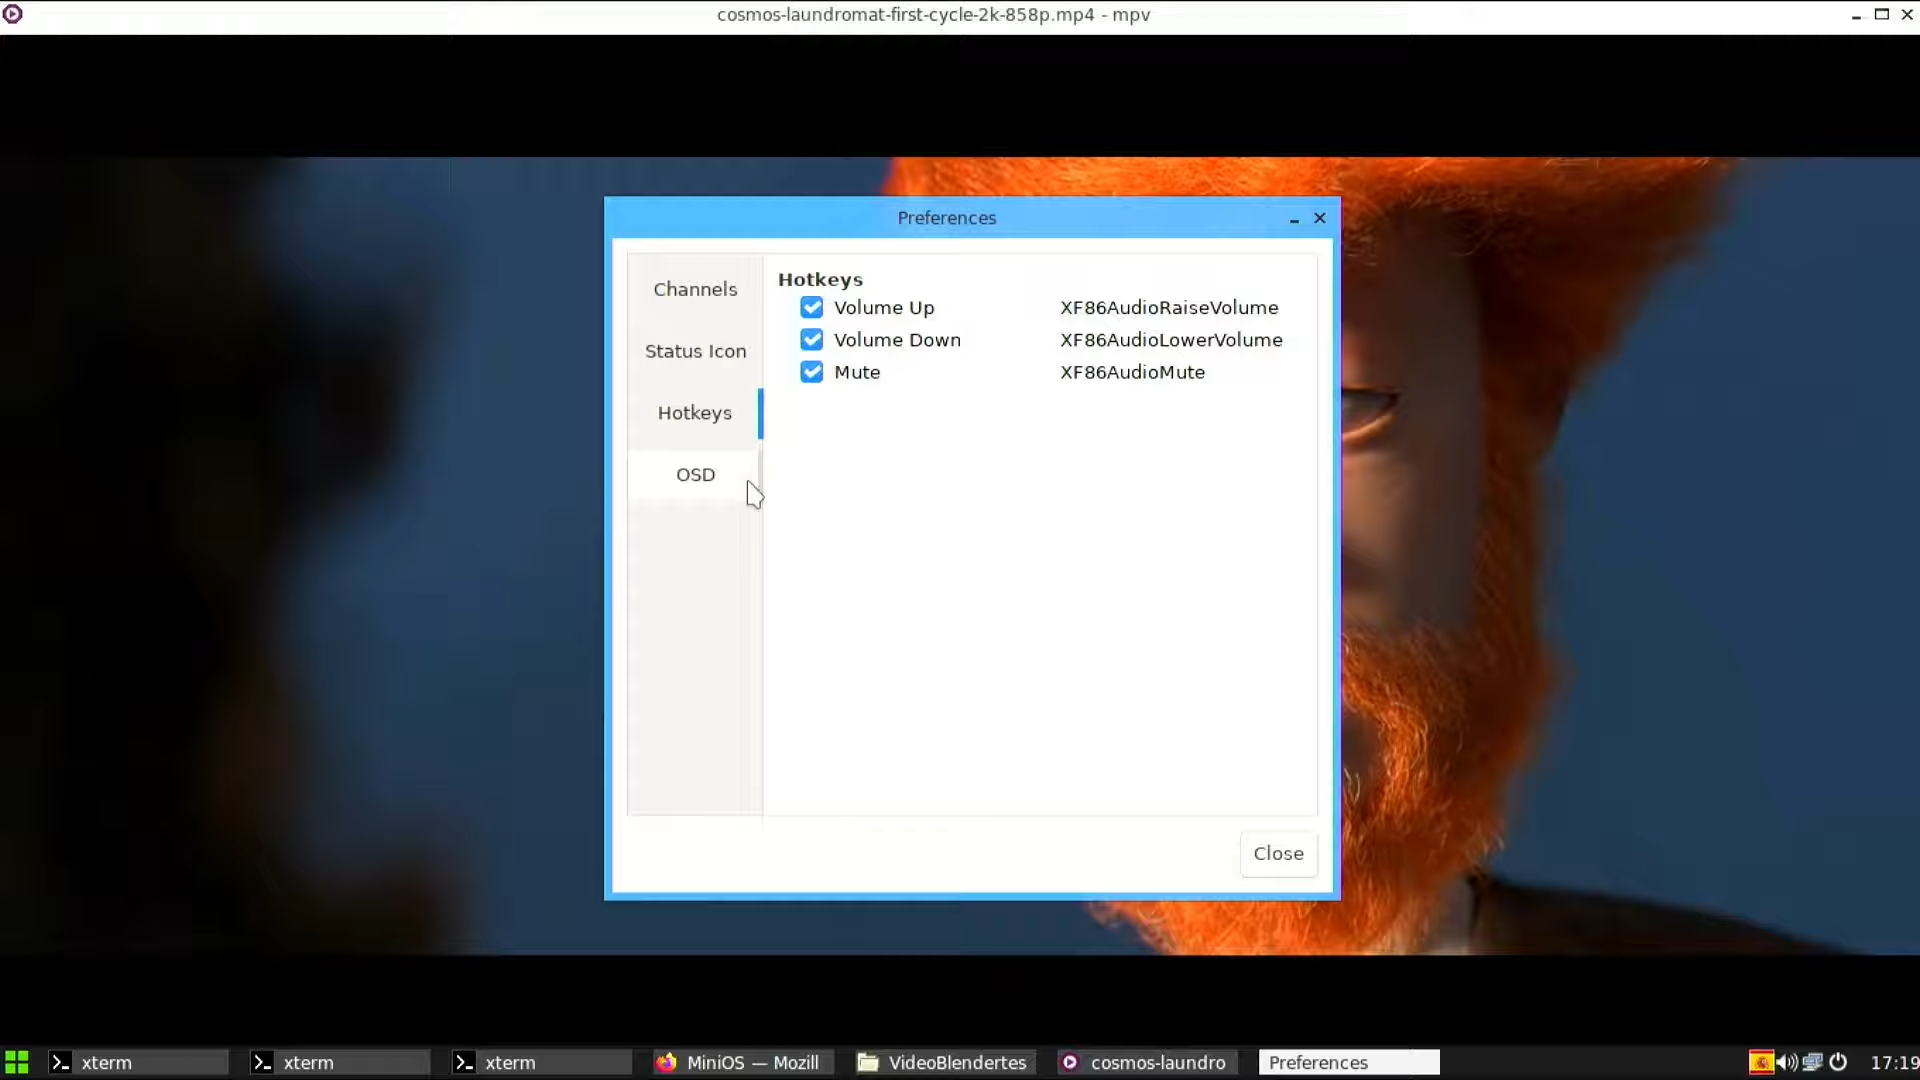 cosmos-laundromat-first-cycle-2k-858p.mp4 - mpv
Preferences
Channels
Status Icon
Hotkeys
OSD
Hotkeys
Volume Up XF86AudioRaiseVolume
Volume Down XF86AudioLowerVolume
Mute XF86AudioMute
Close
xterm xterm xterm MiniOS — Mozill VideoBlendertes cosmos-laundro Preferences 17:19